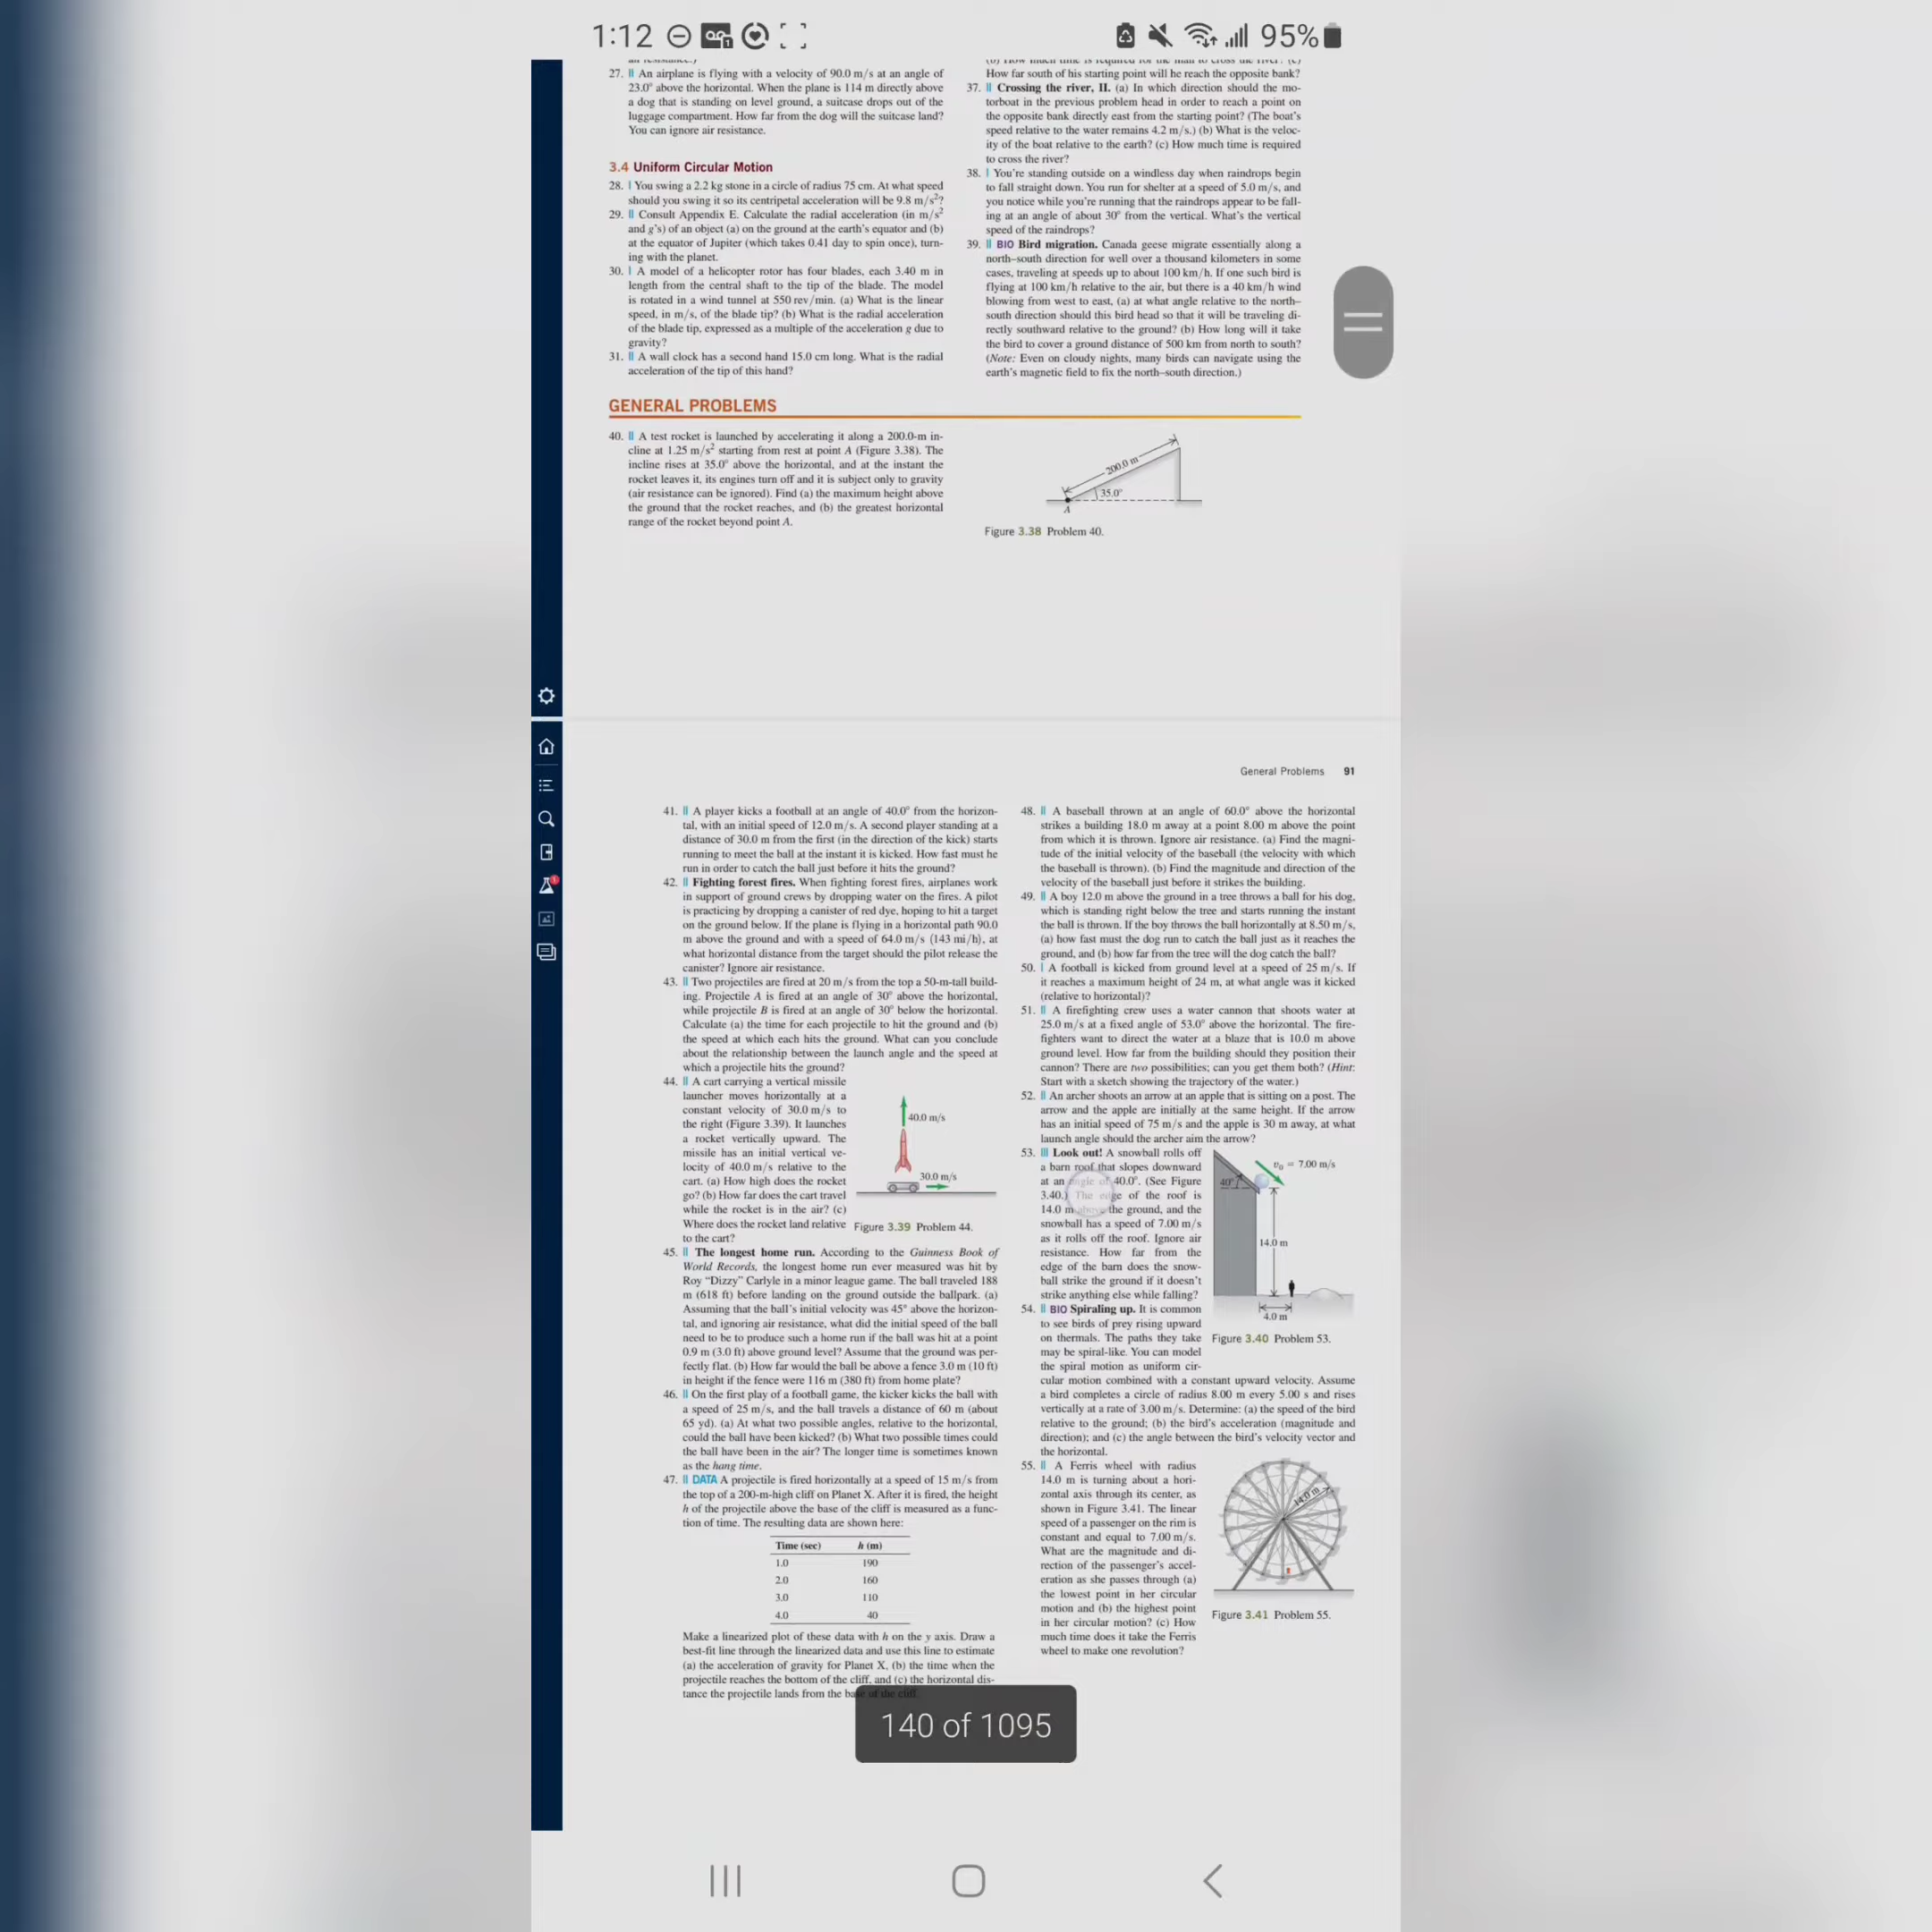 1:12
95%
27. || An airplane is flying with a velocity of 90.0 m/s at an angle of
23.0° above the horizontal. When the plane is 114 m directly above
a dog that is standing on level ground, a suitcase drops out of the
luggage compartment. How far from the dog will the suitcase land?
You can ignore air resistance.
3.4 Uniform Circular Motion
28. | You swing a 2.2 kg stone in a circle of radius 75 cm. At what speed
should you swing it so its centripetal acceleration will be 9.8 m/s²?
29. || Consult Appendix E. Calculate the radial acceleration (in m/s²
and g's) of an object (a) on the ground at the earth's equator and (b)
at the equator of Jupiter (which takes 0.41 day to spin once), turn-
ing with the planet.
30. | A model of a helicopter rotor has four blades, each 3.40 m in
length from the central shaft to the tip of the blade. The model
is rotated in a wind tunnel at 550 rev/min. (a) What is the linear
speed, in m/s, of the blade tip? (b) What is the radial acceleration
of the blade tip, expressed as a multiple of the acceleration g due to
gravity?
31. || A wall clock has a second hand 15.0 cm long. What is the radial
acceleration of the tip of this hand?
(b) How much time is required for the man to cross the river? (c)
How far south of his starting point will he reach the opposite bank?
37. || Crossing the river, II. (a) In which direction should the mo-
torboat in the previous problem head in order to reach a point on
the opposite bank directly east from the starting point? (The boat's
speed relative to the water remains 4.2 m/s.) (b) What is the veloc-
ity of the boat relative to the earth? (c) How much time is required
to cross the river?
38. | You're standing outside on a windless day when raindrops begin
to fall straight down. You run for shelter at a speed of 5.0 m/s, and
you notice while you're running that the raindrops appear to be fall-
ing at an angle of about 30° from the vertical. What's the vertical
speed of the raindrops?
39. || BIO Bird migration. Canada geese migrate essentially along a
north–south direction for well over a thousand kilometers in some
cases, traveling at speeds up to about 100 km/h. If one such bird is
flying at 100 km/h relative to the air, but there is a 40 km/h wind
blowing from west to east, (a) at what angle relative to the north–
south direction should this bird head so that it will be traveling di-
rectly southward relative to the ground? (b) How long will it take
the bird to cover a ground distance of 500 km from north to south?
(Note: Even on cloudy nights, many birds can navigate using the
earth's magnetic field to fix the north–south direction.)
GENERAL PROBLEMS
40. || A test rocket is launched by accelerating it along a 200.0-m in-
cline at 1.25 m/s² starting from rest at point A (Figure 3.38). The
incline rises at 35.0° above the horizontal, and at the instant the
rocket leaves it, its engines turn off and it is subject only to gravity
(air resistance can be ignored). Find (a) the maximum height above
the ground that the rocket reaches, and (b) the greatest horizontal
range of the rocket beyond point A.
200.0 m
35.0°
A
Figure 3.38 Problem 40.
General Problems 91
41. || A player kicks a football at an angle of 40.0° from the horizon-
tal, with an initial speed of 12.0 m/s. A second player standing at a
distance of 30.0 m from the first (in the direction of the kick) starts
running to meet the ball at the instant it is kicked. How fast must he
run in order to catch the ball just before it hits the ground?
42. || Fighting forest fires. When fighting forest fires, airplanes work
in support of ground crews by dropping water on the fires. A pilot
is practicing by dropping a canister of red dye, hoping to hit a target
on the ground below. If the plane is flying in a horizontal path 90.0
m above the ground and with a speed of 64.0 m/s (143 mi/h), at
what horizontal distance from the target should the pilot release the
canister? Ignore air resistance.
43. || Two projectiles are fired at 20 m/s from the top a 50-m-tall build-
ing. Projectile A is fired at an angle of 30° above the horizontal,
while projectile B is fired at an angle of 30° below the horizontal.
Calculate (a) the time for each projectile to hit the ground and (b)
the speed at which each hits the ground. What can you conclude
about the relationship between the launch angle and the speed at
which a projectile hits the ground?
44. || A cart carrying a vertical missile
launcher moves horizontally at a
constant velocity of 30.0 m/s to
the right (Figure 3.39). It launches
a rocket vertically upward. The
missile has an initial vertical ve-
locity of 40.0 m/s relative to the
cart. (a) How high does the rocket
go? (b) How far does the cart travel
while the rocket is in the air? (c)
Where does the rocket land relative
to the cart?
40.0 m/s
30.0 m/s
Figure 3.39 Problem 44.
45. || The longest home run. According to the Guinness Book of
World Records, the longest home run ever measured was hit by
Roy "Dizzy" Carlyle in a minor league game. The ball traveled 188
m (618 ft) before landing on the ground outside the ballpark. (a)
Assuming that the ball's initial velocity was 45° above the horizon-
tal, and ignoring air resistance, what did the initial speed of the ball
need to be to produce such a home run if the ball was hit at a point
0.9 m (3.0 ft) above ground level? Assume that the ground was per-
fectly flat. (b) How far would the ball be above a fence 3.0 m (10 ft)
in height if the fence were 116 m (380 ft) from home plate?
46. || On the first play of a football game, the kicker kicks the ball with
a speed of 25 m/s, and the ball travels a distance of 60 m (about
65 yd). (a) At what two possible angles, relative to the horizontal,
could the ball have been kicked? (b) What two possible times could
the ball have been in the air? The longer time is sometimes known
as the hang time.
47. || DATA A projectile is fired horizontally at a speed of 15 m/s from
the top of a 200-m-high cliff on Planet X. After it is fired, the height
h of the projectile above the base of the cliff is measured as a func-
tion of time. The resulting data are shown here:
Time (sec) h (m)
1.0 190
2.0 160
3.0 110
4.0 40
Make a linearized plot of these data with h on the y axis. Draw a
best-fit line through the linearized data and use this line to estimate
(a) the acceleration of gravity for Planet X, (b) the time when the
projectile reaches the bottom of the cliff, and (c) the horizontal dis-
tance the projectile lands from the base of the cliff.
48. || A baseball thrown at an angle of 60.0° above the horizontal
strikes a building 18.0 m away at a point 8.00 m above the point
from which it is thrown. Ignore air resistance. (a) Find the magni-
tude of the initial velocity of the baseball (the velocity with which
the baseball is thrown). (b) Find the magnitude and direction of the
velocity of the baseball just before it strikes the building.
49. || A boy 12.0 m above the ground in a tree throws a ball for his dog,
which is standing right below the tree and starts running the instant
the ball is thrown. If the boy throws the ball horizontally at 8.50 m/s,
(a) how fast must the dog run to catch the ball just as it reaches the
ground, and (b) how far from the tree will the dog catch the ball?
50. | A football is kicked from ground level at a speed of 25 m/s. If
it reaches a maximum height of 24 m, at what angle was it kicked
(relative to horizontal)?
51. || A firefighting crew uses a water cannon that shoots water at
25.0 m/s at a fixed angle of 53.0° above the horizontal. The fire-
fighters want to direct the water at a blaze that is 10.0 m above
ground level. How far from the building should they position their
cannon? There are two possibilities; can you get them both? (Hint:
Start with a sketch showing the trajectory of the water.)
52. || An archer shoots an arrow at an apple that is sitting on a post. The
arrow and the apple are initially at the same height. If the arrow
has an initial speed of 75 m/s and the apple is 30 m away, at what
launch angle should the archer aim the arrow?
53. ||| Look out! A snowball rolls off
a barn roof that slopes downward
at an angle of 40.0°. (See Figure
3.40.) The edge of the roof is
14.0 m above the ground, and the
snowball has a speed of 7.00 m/s
as it rolls off the roof. Ignore air
resistance. How far from the
edge of the barn does the snow-
ball strike the ground if it doesn't
strike anything else while falling?
v₀ = 7.00 m/s
40°
14.0 m
4.0 m
Figure 3.40 Problem 53.
54. || BIO Spiraling up. It is common
to see birds of prey rising upward
on thermals. The paths they take
may be spiral-like. You can model
the spiral motion as uniform cir-
cular motion combined with a constant upward velocity. Assume
a bird completes a circle of radius 8.00 m every 5.00 s and rises
vertically at a rate of 3.00 m/s. Determine: (a) the speed of the bird
relative to the ground; (b) the bird's acceleration (magnitude and
direction); and (c) the angle between the bird's velocity vector and
the horizontal.
55. || A Ferris wheel with radius
14.0 m is turning about a hori-
zontal axis through its center, as
shown in Figure 3.41. The linear
speed of a passenger on the rim is
constant and equal to 7.00 m/s.
What are the magnitude and di-
rection of the passenger's accel-
eration as she passes through (a)
the lowest point in her circular
motion and (b) the highest point
in her circular motion? (c) How
much time does it take the Ferris
wheel to make one revolution?
14.0 m
Figure 3.41 Problem 55.
140 of 1095